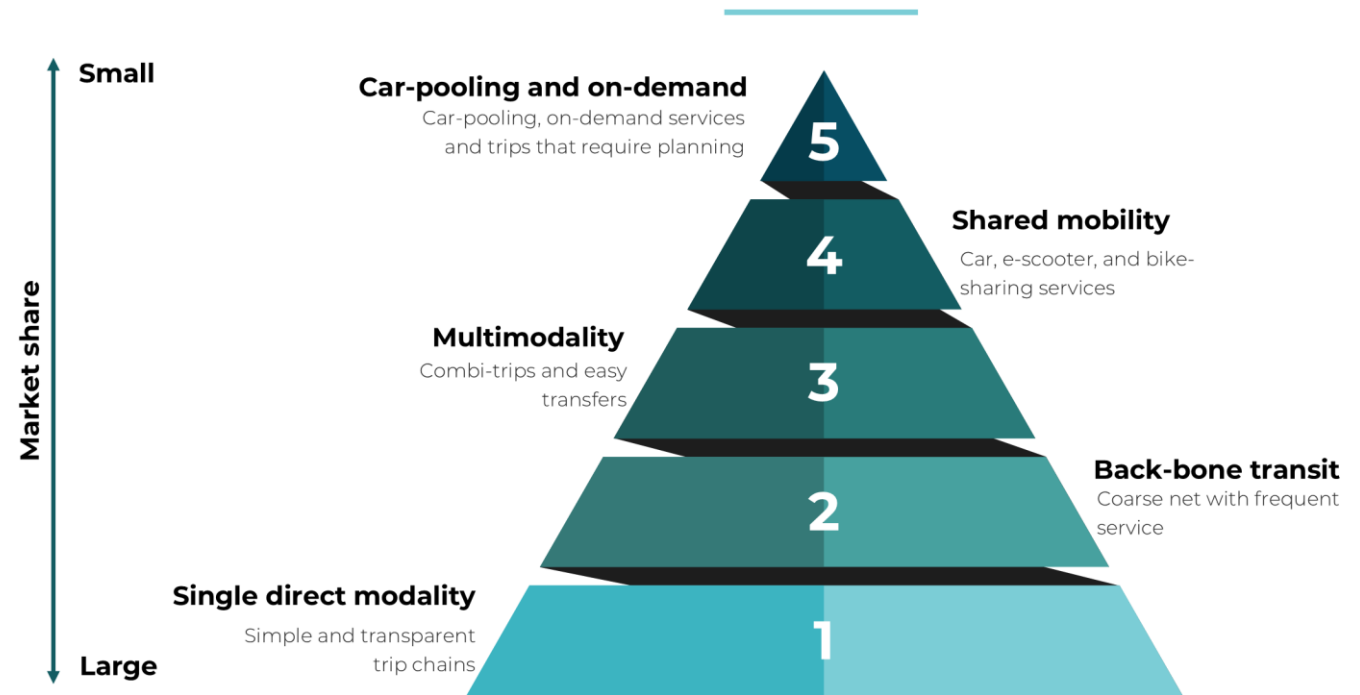 Small
Car-pooling and on-demand
Car-pooling, on-demand services
and trips that require planning
5
Shared mobility
Car, e-scooter, and bike-
sharing services
4
Multimodality
Combi-trips and easy
transfers
3
Market share
Back-bone transit
Coarse net with frequent
service
2
Single direct modality
Simple and transparent
trip chains
1
Large